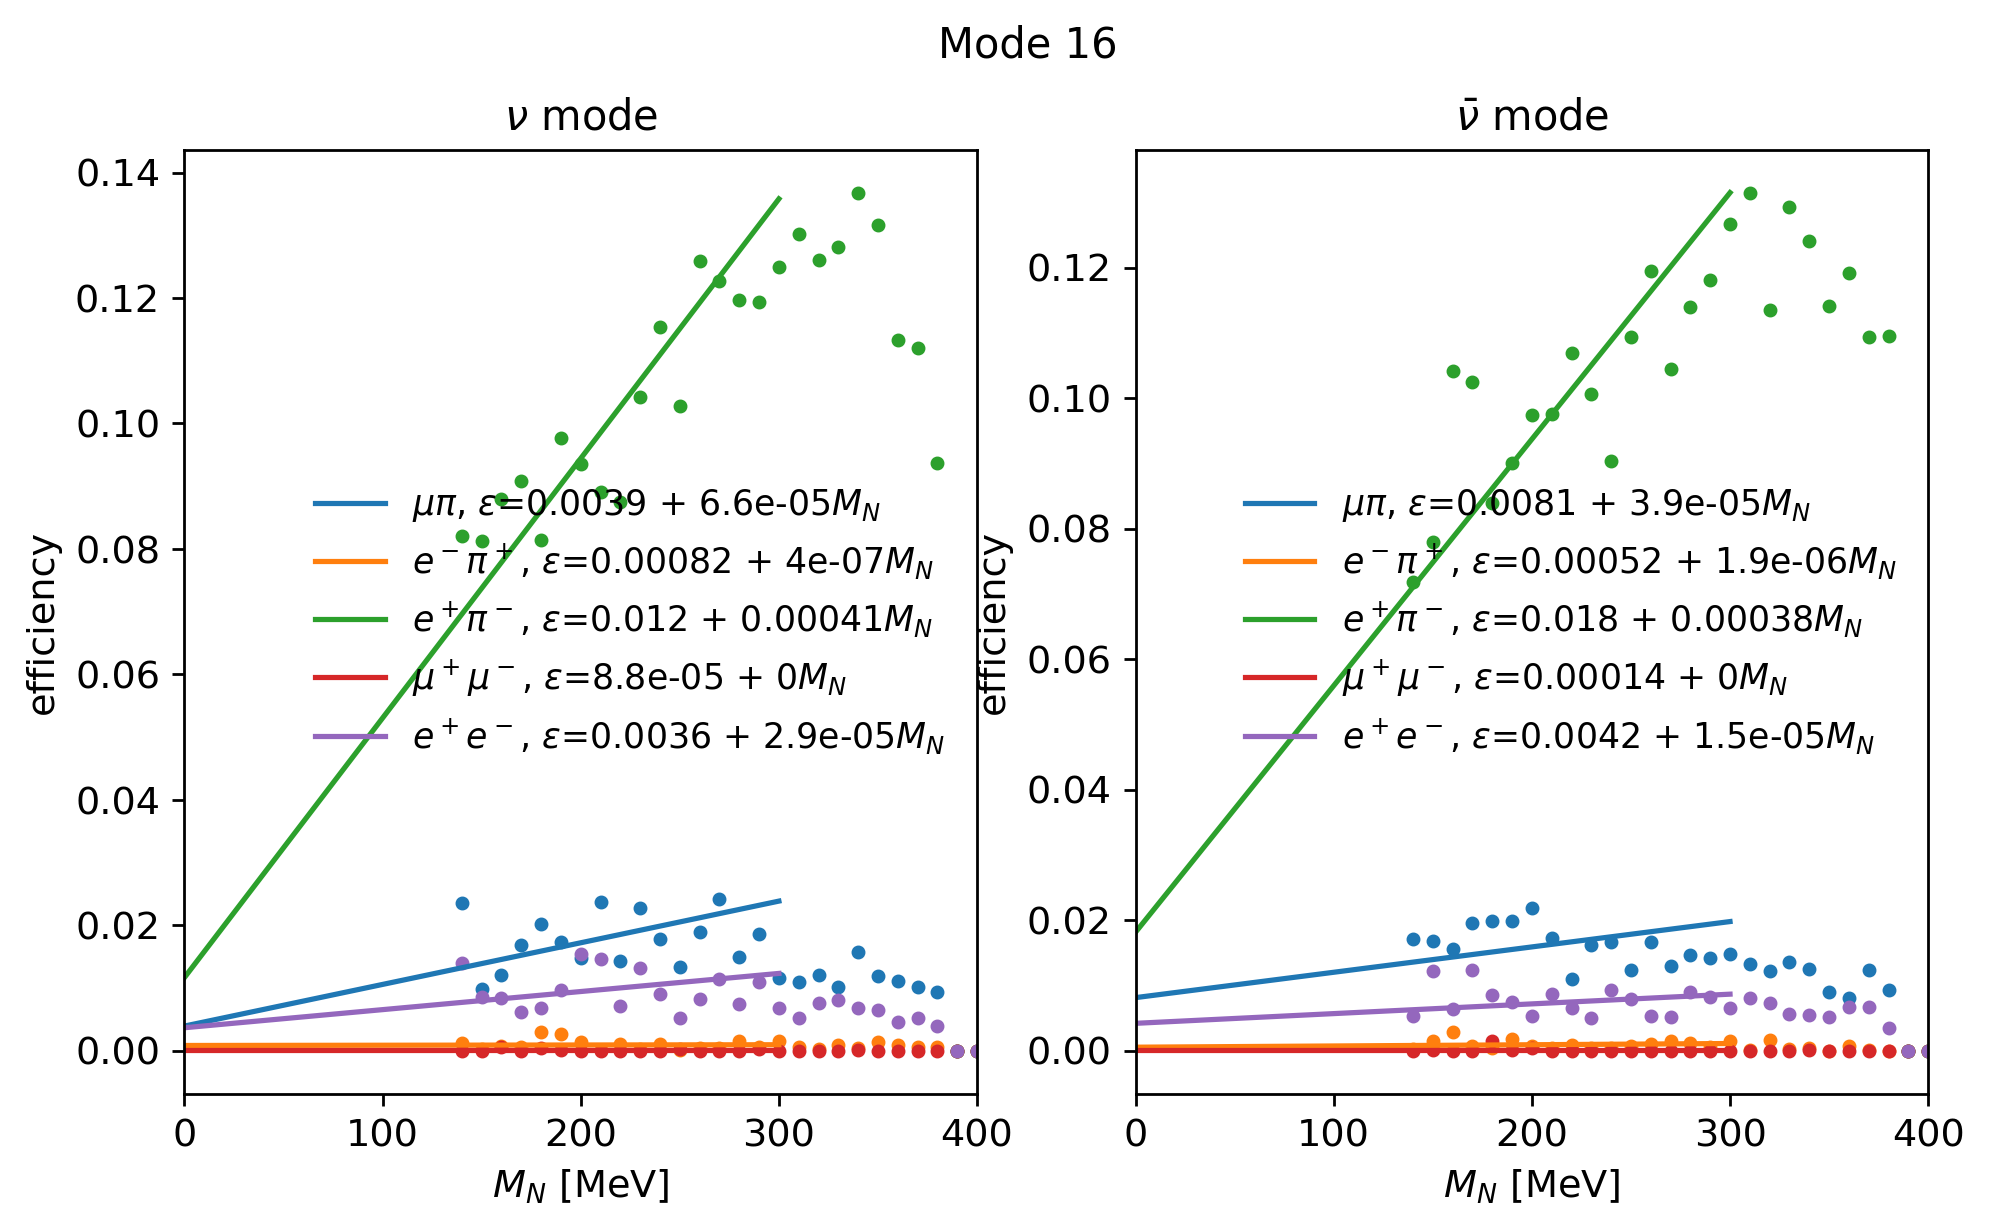 Mode 16
ν mode
0.14
0.12
0.10
0.08
0.06
0.04
0.02
0.00
efficiency
μπ, ε=0.0039 + 6.6e-05M_N
e⁻π⁺, ε=0.00082 + 4e-07M_N
e⁺π⁻, ε=0.012 + 0.00041M_N
μ⁺μ⁻, ε=8.8e-05 + 0M_N
e⁺e⁻, ε=0.0036 + 2.9e-05M_N
0 100 200 300 400
M_N [MeV]
ν̄ mode
0.12
0.10
0.08
0.06
0.04
0.02
0.00
efficiency
μπ, ε=0.0081 + 3.9e-05M_N
e⁻π⁺, ε=0.00052 + 1.9e-06M_N
e⁺π⁻, ε=0.018 + 0.00038M_N
μ⁺μ⁻, ε=0.00014 + 0M_N
e⁺e⁻, ε=0.0042 + 1.5e-05M_N
0 100 200 300 400
M_N [MeV]